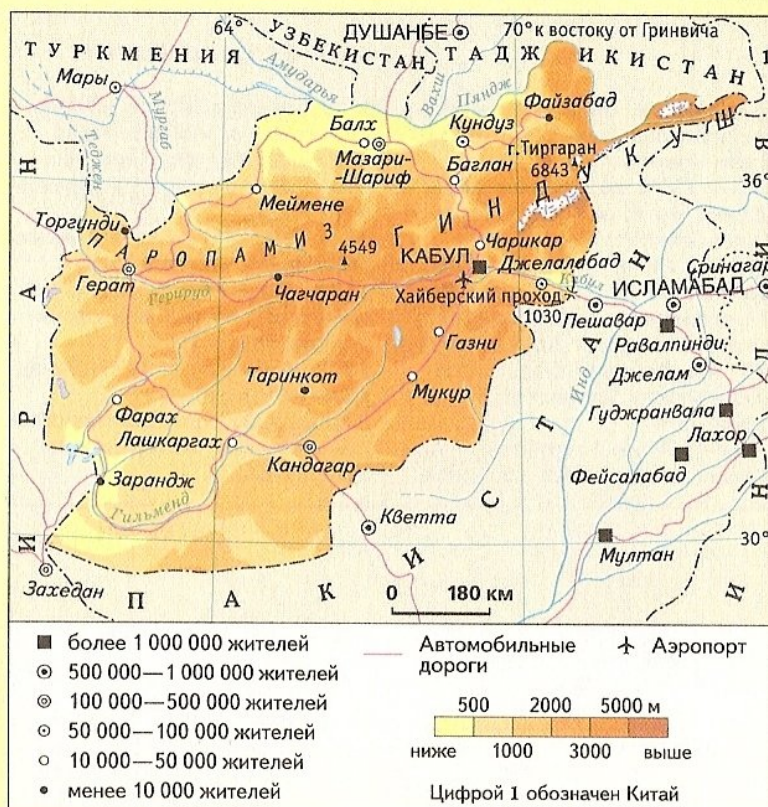 64°
УЗБЕКИСТАН
ДУШАНБЕ
70° к востоку от Гринвича
ТУРКМЕНИЯ
ТАДЖИКИСТАН
1
Мары
Амударья
Вахш
Пяндж
Мургаб
Теджен
Файзабад
Балх
Кундуз
Мазари-
-Шариф
Баглан
г.Тиргаран
6843
36°
Меймене
ГИНДУКУШ
Торгунди
ПАРОПАМИЗ
4549
Чарикар
КАБУЛ
Джелалабад
Сринагар
Герат
Герируд
Чагчаран
Хайберский проход
Кабул
ИСЛАМАБАД
1030
Пешавар
Равалпинди
Газни
Джелам
Таринкот
Мукур
Инд
Гуджранвала
Фарах
Лашкаргах
Лахор
Кандагар
Фейсалабад
Зарандж
Гильменд
Кветта
30°
Мултан
Захедан
ИРАН
ПАКИСТАН
ИНДИЯ
0 180 км
более 1 000 000 жителей
500 000—1 000 000 жителей
100 000—500 000 жителей
50 000—100 000 жителей
10 000—50 000 жителей
менее 10 000 жителей
Автомобильные
дороги
Аэропорт
500 2000 5000 м
ниже 1000 3000 выше
Цифрой 1 обозначен Китай